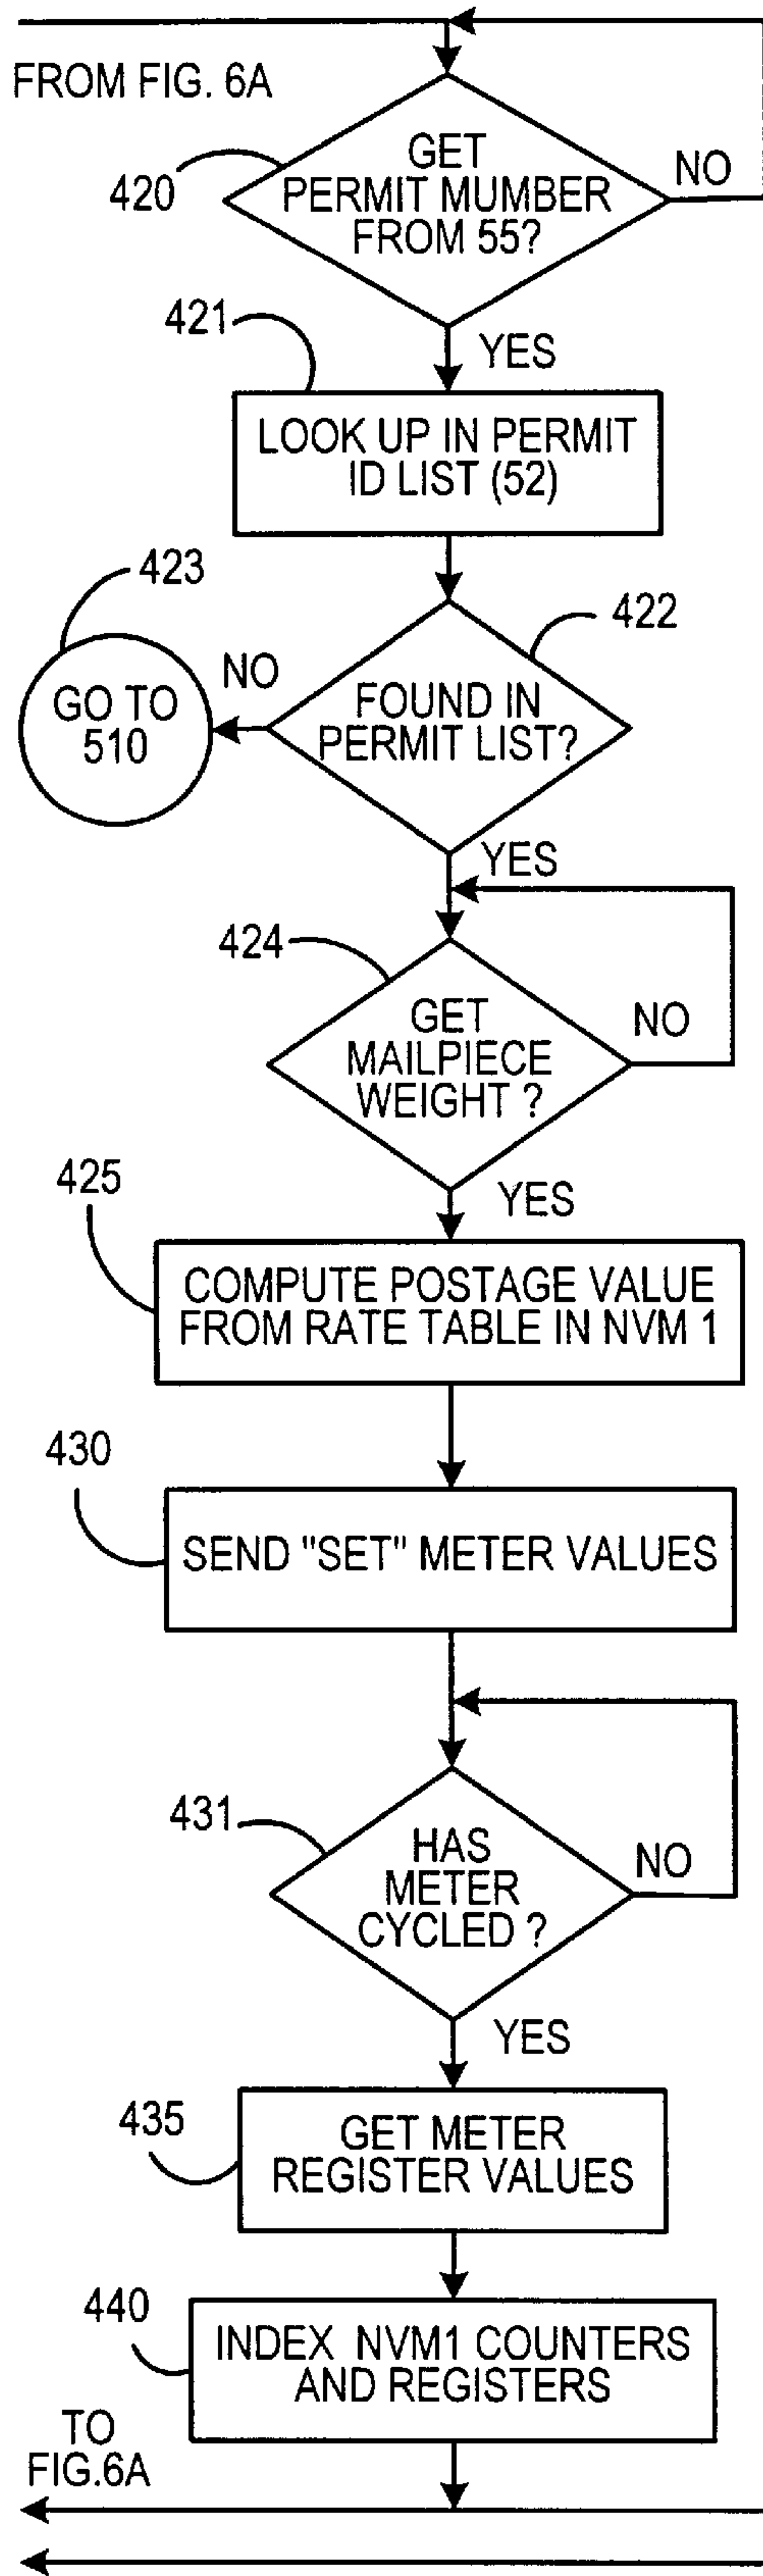 FROM FIG. 6A
420
GET
PERMIT MUMBER
FROM 55?
NO
421
YES
LOOK UP IN PERMIT
ID LIST (52)
423
422
NO
GO TO
510
FOUND IN
PERMIT LIST?
YES
424
GET
MAILPIECE
WEIGHT ?
NO
425
YES
COMPUTE POSTAGE VALUE
FROM RATE TABLE IN NVM 1
430
SEND "SET" METER VALUES
431
HAS
METER
CYCLED ?
NO
YES
435
GET METER
REGISTER VALUES
440
INDEX NVM1 COUNTERS
AND REGISTERS
TO
FIG.6A